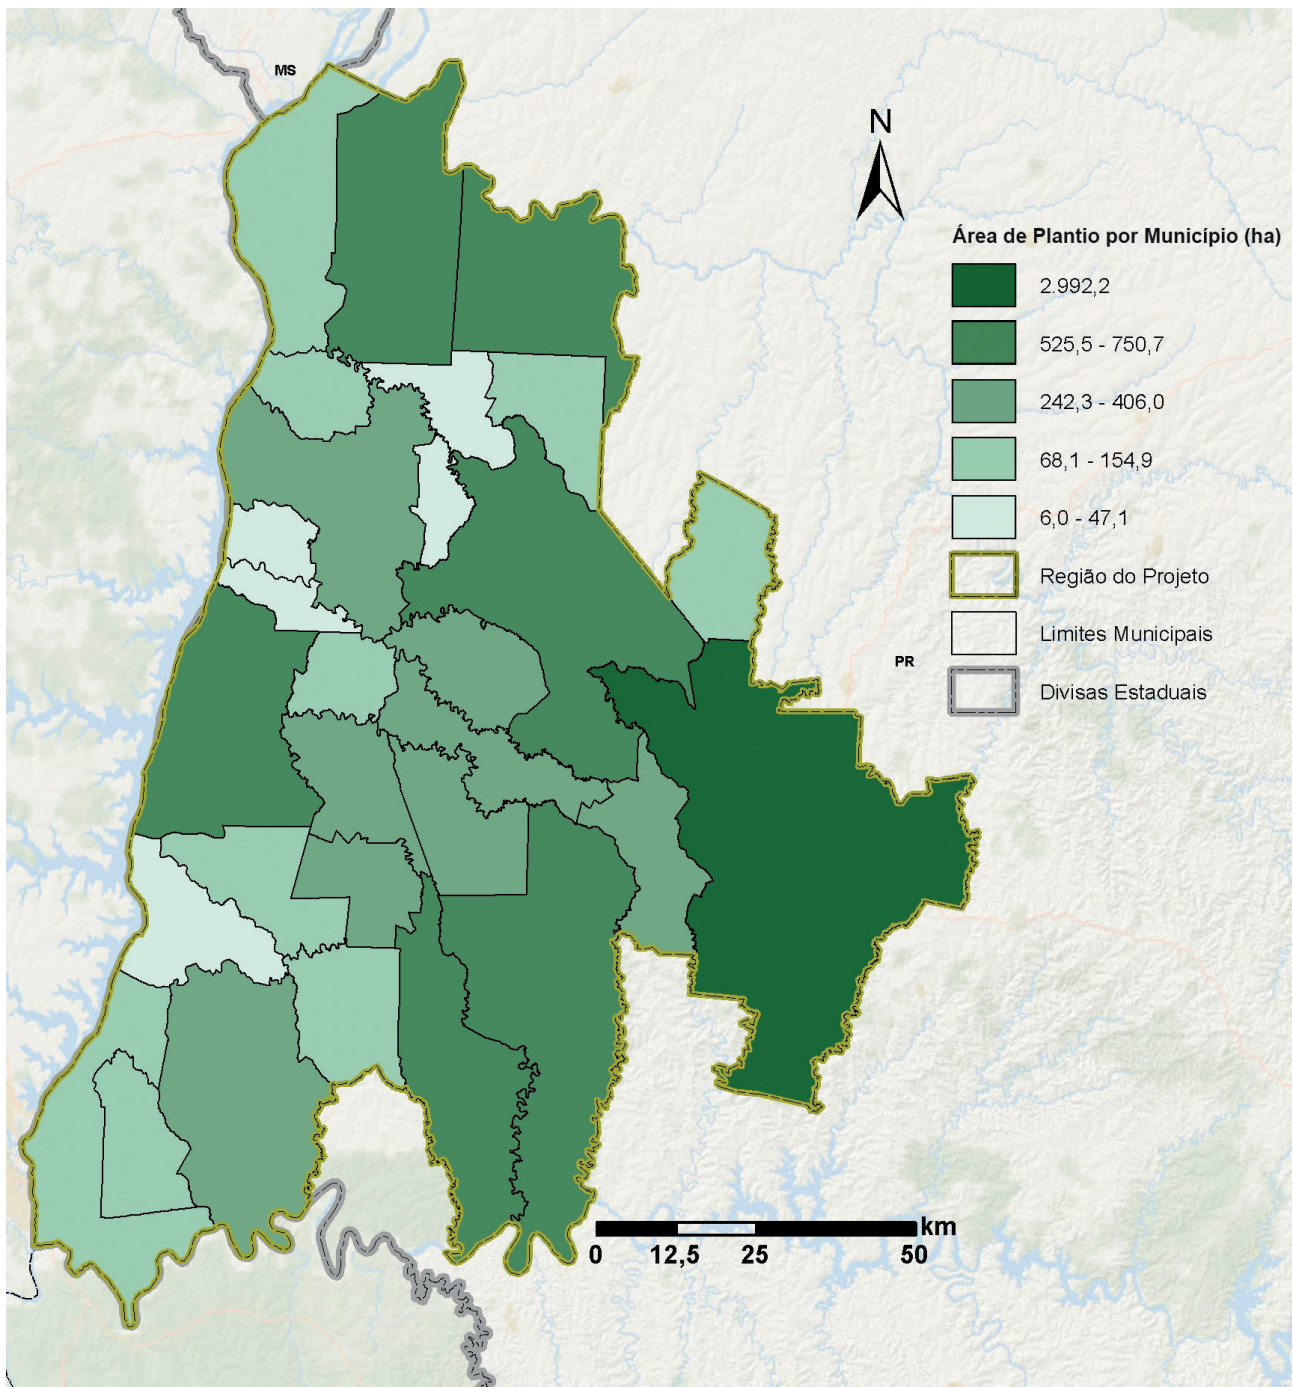 MS
N
Área de Plantio por Município (ha)
2.992,2
525,5 - 750,7
242,3 - 406,0
68,1 - 154,9
6,0 - 47,1
Região do Projeto
Limites Municipais
PR
Divisas Estaduais
km
0 12,5 25 50